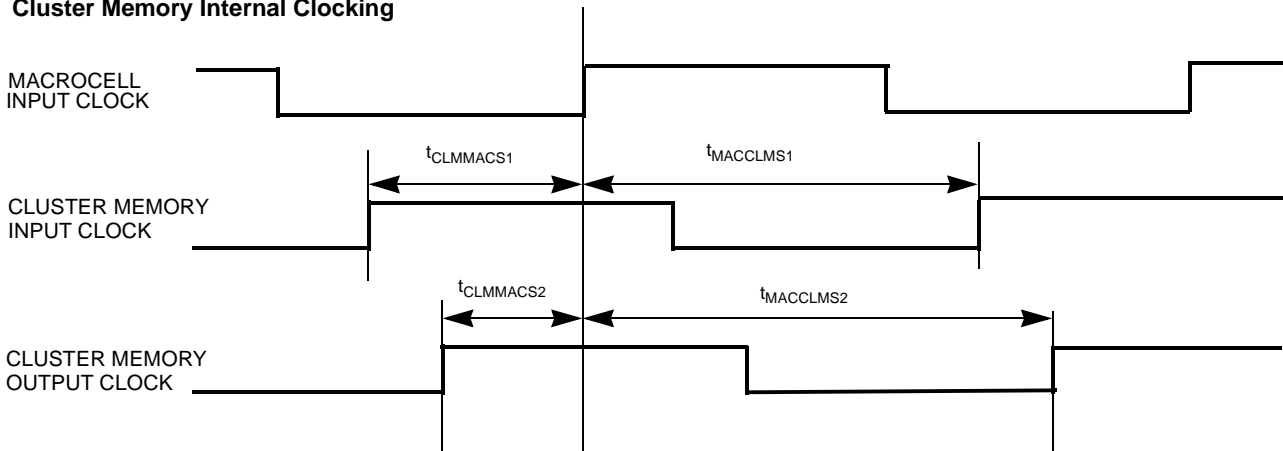 Cluster Memory Internal Clocking
MACROCELL
INPUT CLOCK
tCLMMACS1
tMACCLMS1
CLUSTER MEMORY
INPUT CLOCK
tCLMMACS2
tMACCLMS2
CLUSTER MEMORY
OUTPUT CLOCK